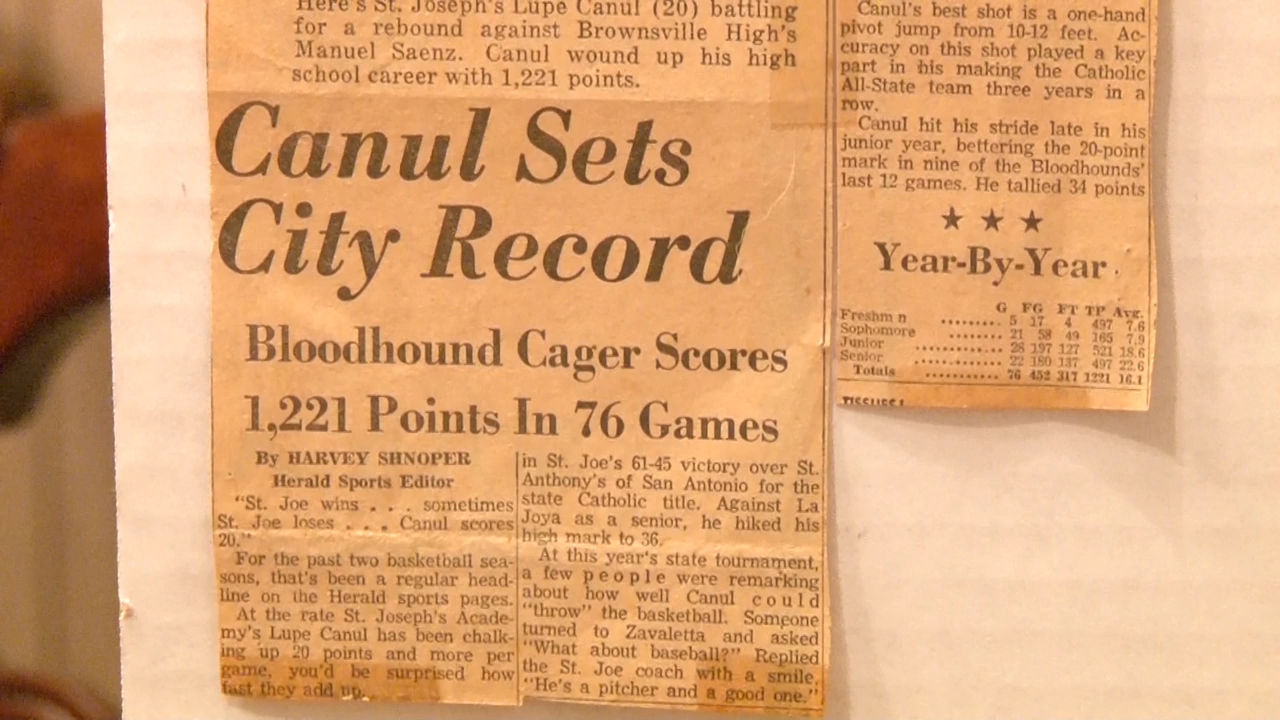 Here's St. Joseph's Lupe Canul (20) battling
for a rebound against Brownsville High's
Manuel Saenz. Canul wound up his high
school career with 1,221 points.
Canul Sets
City Record
Bloodhound Cager Scores
1,221 Points In 76 Games
By HARVEY SHNOPER
Herald Sports Editor
"St. Joe wins . . . sometimes
St. Joe loses . . . Canul scores
20."
For the past two basketball sea-
sons, that's been a regular head-
line on the Herald sports pages.
At the rate St. Joseph's Acade-
my's Lupe Canul has been chalk-
ing up 20 points and more per
game, you'd be surprised how
fast they add up.
in St. Joe's 61-45 victory over St.
Anthony's of San Antonio for the
state Catholic title. Against La
Joya as a senior, he hiked his
high mark to 36.
At this year's state tournament,
a few people were remarking
about how well Canul could
"throw" the basketball. Someone
turned to Zavaletta and asked
"What about baseball?" Replied
the St. Joe coach with a smile,
"He's a pitcher and a good one."
Canul's best shot is a one-hand
pivot jump from 10-12 feet. Ac-
curacy on this shot played a key
part in his making the Catholic
All-State team three years in a
row.
Canul hit his stride late in his
junior year, bettering the 20-point
mark in nine of the Bloodhounds'
last 12 games. He tallied 34 points
★ ★ ★
Year-By-Year
G FG FT TP Avg.
Freshm n ........ 5 17 4 497 7.6
Sophomore ........ 21 58 49 165 7.9
Junior ............ 28 197 127 521 18.6
Senior ............ 22 180 137 497 22.6
Totals ........... 76 452 317 1221 16.1